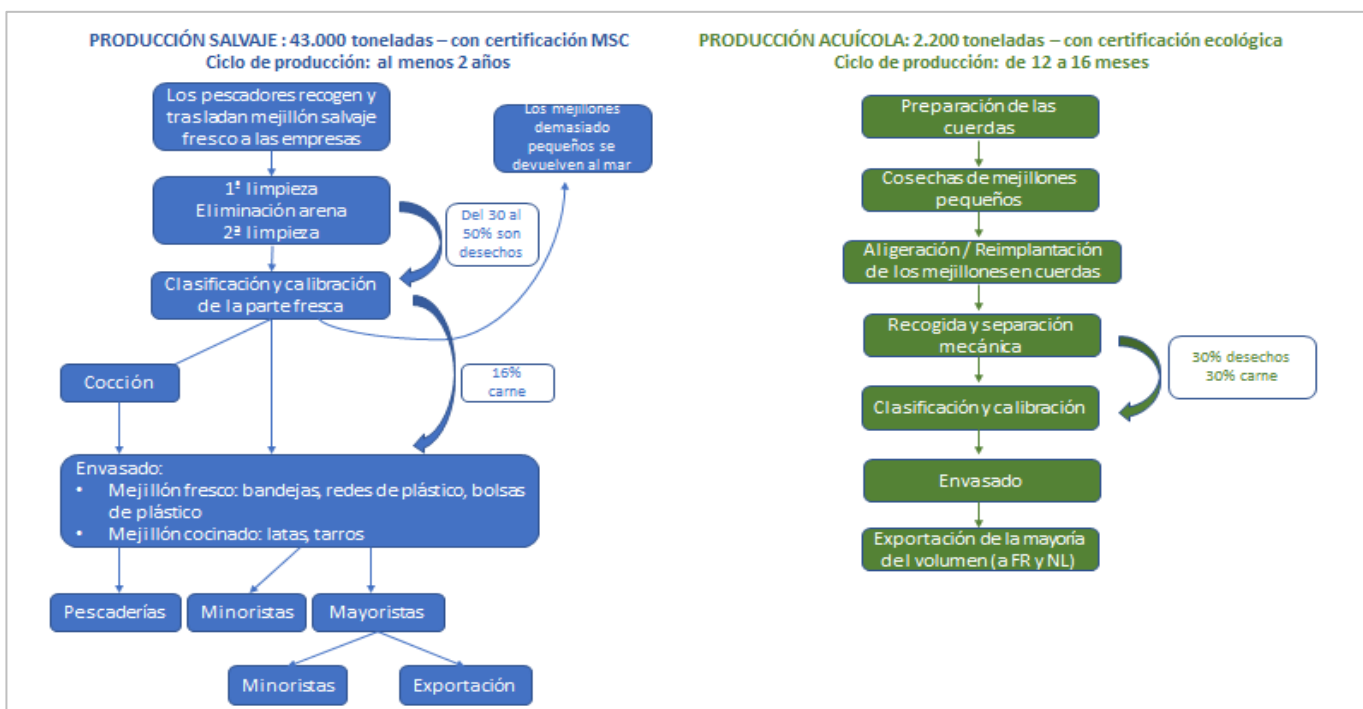 PRODUCCIÓN SALVAJE : 43.000 toneladas – con certificación MSC
Ciclo de producción: al menos 2 años
Los pescadores recogen y
trasladan mejillón salvaje
fresco a las empresas
Los mejillones
demasiado
pequeños se
devuelven al mar
1ª limpieza
Eliminación arena
2ª limpieza
Del 30 al
50% son
desechos
Clasificación y calibración
de la parte fresca
Cocción
16%
carne
Envasado:
• Mejillón fresco: bandejas, redes de plástico, bolsas
de plástico
• Mejillón cocinado: latas, tarros
Pescaderías
Minoristas
Mayoristas
Minoristas
Exportación
PRODUCCIÓN ACUÍCOLA: 2.200 toneladas – con certificación ecológica
Ciclo de producción: de 12 a 16 meses
Preparación de las
cuerdas
Cosechas de mejillones
pequeños
Aligeración / Reimplantación
de los mejillones en cuerdas
Recogida y separación
mecánica
30% desechos
30% carne
Clasificación y calibración
Envasado
Exportación de la mayoría
del volumen (a FR y NL)